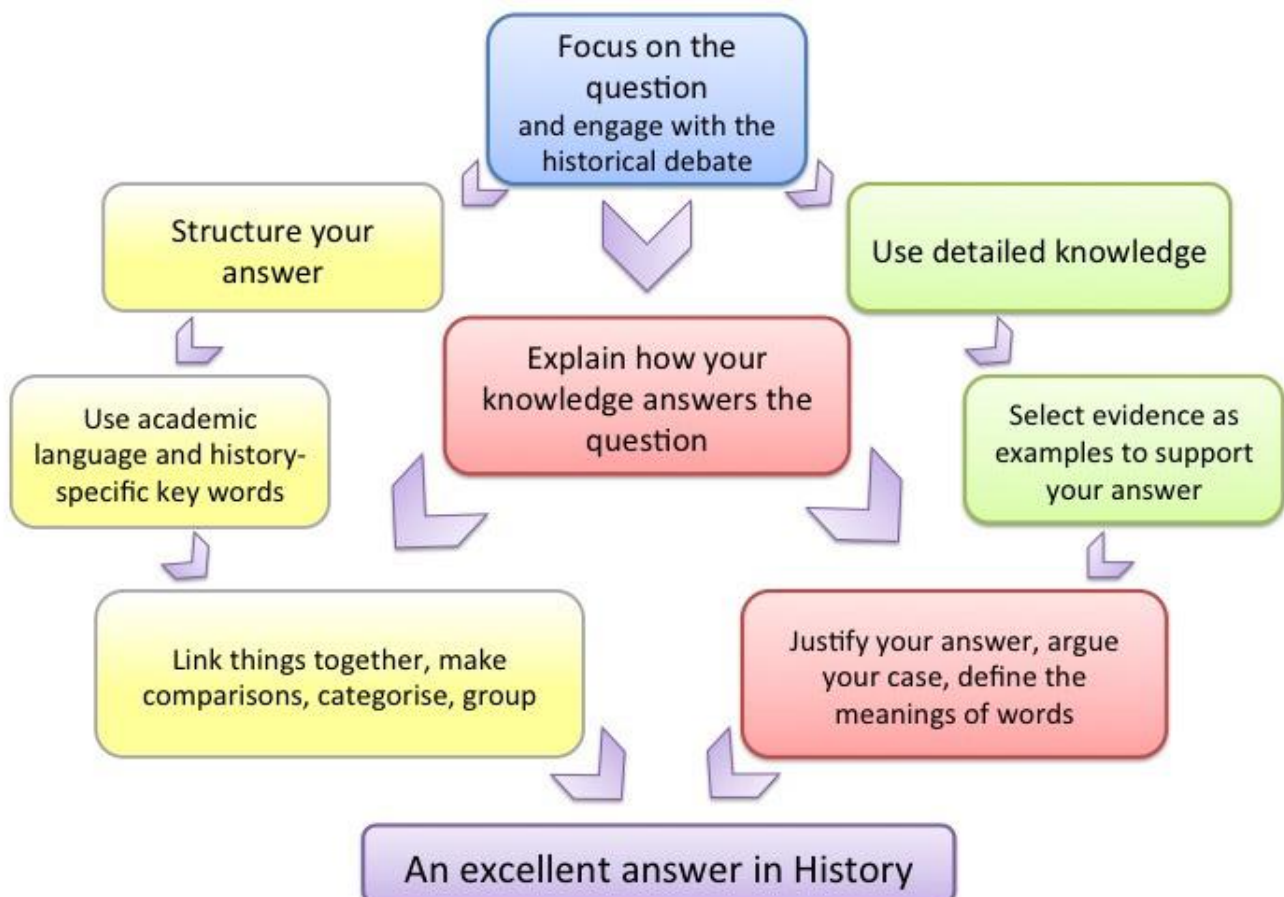 Focus on the
question
and engage with the
historical debate
Structure your
answer
Use detailed knowledge
Explain how your
knowledge answers the
question
Use academic
language and history-
specific key words
Select evidence as
examples to support
your answer
Link things together, make
comparisons, categorise, group
Justify your answer, argue
your case, define the
meanings of words
An excellent answer in History